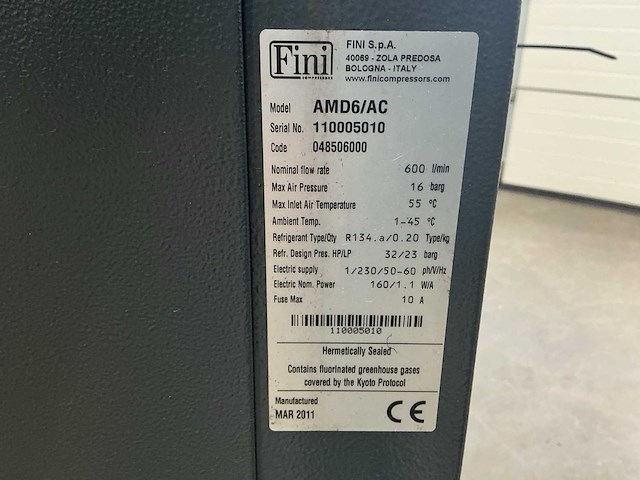 Fini
compressors
FINI S.p.A.
40069 - ZOLA PREDOSA
BOLOGNA - ITALY
www.finicompressors.com
Model AMD6/AC
Serial No. 110005010
Code 048506000
Nominal flow rate 600 l/min
Max Air Pressure 16 barg
Max Inlet Air Temperature 55 °C
Ambient Temp. 1-45 °C
Refrigerant Type/Qty R134.a/0.20 Type/kg
Refr. Design Pres. HP/LP 32/23 barg
Electric supply 1/230/50-60 ph/V/Hz
Electric Nom. Power 160/1.1 W/A
Fuse Max 10 A
110005010
Hermetically Sealed
Contains fluorinated greenhouse gases
covered by the Kyoto Protocol
Manufactured
MAR 2011
CE